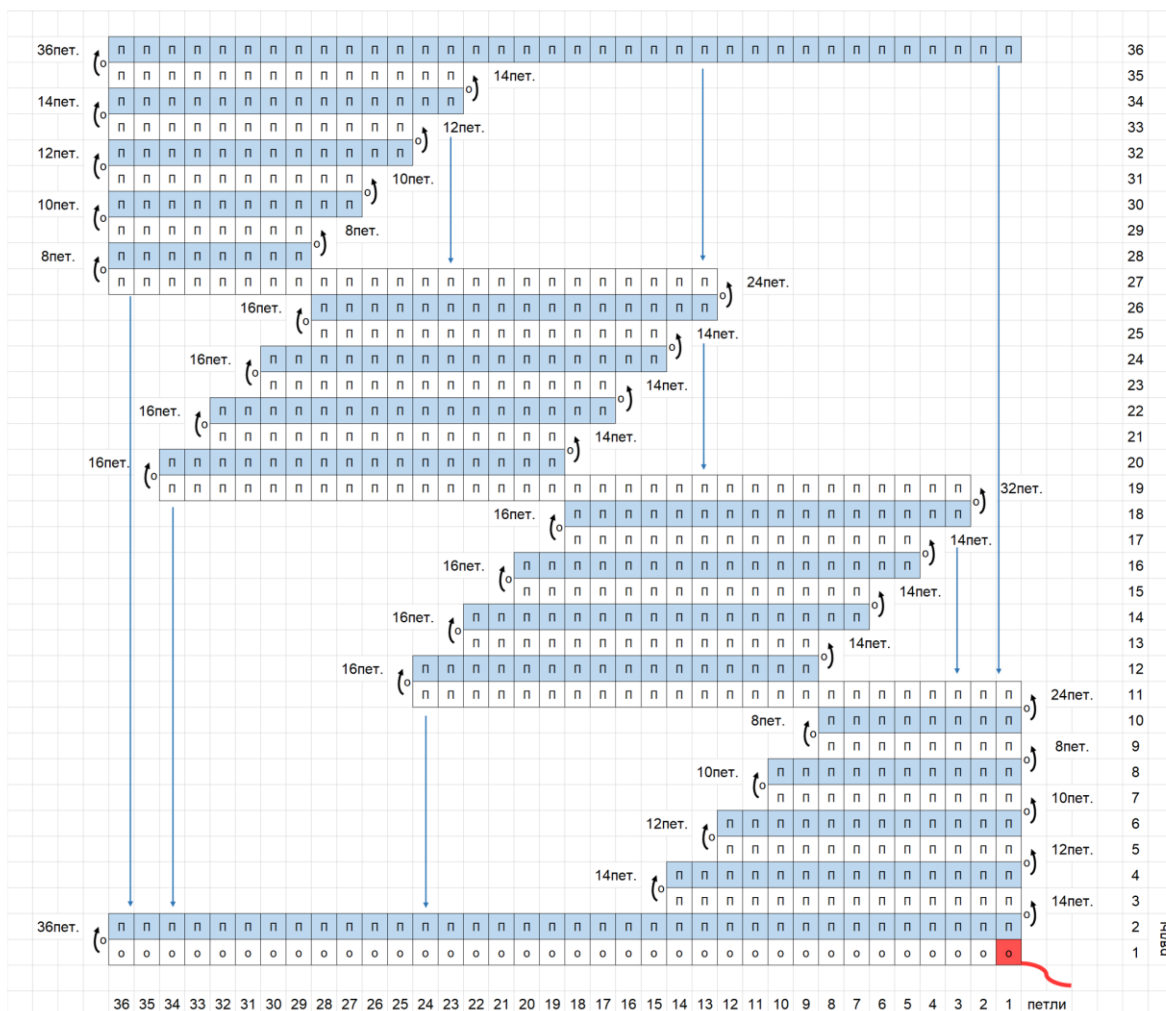 36пет. п п п п п п п п п п п п п п п п п п п п п п п п п п п п п п п п п п п п 36
о
п п п п п п п п п п п п п п 14пет. 35
о
14пет. п п п п п п п п п п п п п п 34
о
п п п п п п п п п п п п 12пет. 33
о
12пет. п п п п п п п п п п п п 32
о
п п п п п п п п п п 10пет. 31
о
10пет. п п п п п п п п п п 30
о
п п п п п п п п 8пет. 29
о
8пет. п п п п п п п п 28
о
п п п п п п п п п п п п п п п п п п п п п п п п 24пет. 27
о
16пет. п п п п п п п п п п п п п п п п 26
о
п п п п п п п п п п п п п п 14пет. 25
о
16пет. п п п п п п п п п п п п п п п п 24
о
п п п п п п п п п п п п п п 14пет. 23
о
16пет. п п п п п п п п п п п п п п п п 22
о
п п п п п п п п п п п п п п 14пет. 21
о
16пет. п п п п п п п п п п п п п п п п 20
о
п п п п п п п п п п п п п п п п п п п п п п п п п п п п п п п п 32пет. 19
о
16пет. п п п п п п п п п п п п п п п п 18
о
п п п п п п п п п п п п п п 14пет. 17
о
16пет. п п п п п п п п п п п п п п п п 16
о
п п п п п п п п п п п п п п 14пет. 15
о
16пет. п п п п п п п п п п п п п п п п 14
о
п п п п п п п п п п п п п п 14пет. 13
о
16пет. п п п п п п п п п п п п п п п п 12
о
п п п п п п п п п п п п п п п п п п п п п п п п 24пет. 11
о
8пет. п п п п п п п п 10
о
п п п п п п п п 8пет. 9
о
10пет. п п п п п п п п п п 8
о
п п п п п п п п п п 10пет. 7
о
12пет. п п п п п п п п п п п п 6
о
п п п п п п п п п п п п 12пет. 5
о
14пет. п п п п п п п п п п п п п п 4
о
п п п п п п п п п п п п п п 14пет. 3
о
36пет. п п п п п п п п п п п п п п п п п п п п п п п п п п п п п п п п п п п п 2
о
о о о о о о о о о о о о о о о о о о о о о о о о о о о о о о о о о о о о 1
36 35 34 33 32 31 30 29 28 27 26 25 24 23 22 21 20 19 18 17 16 15 14 13 12 11 10 9 8 7 6 5 4 3 2 1 петли